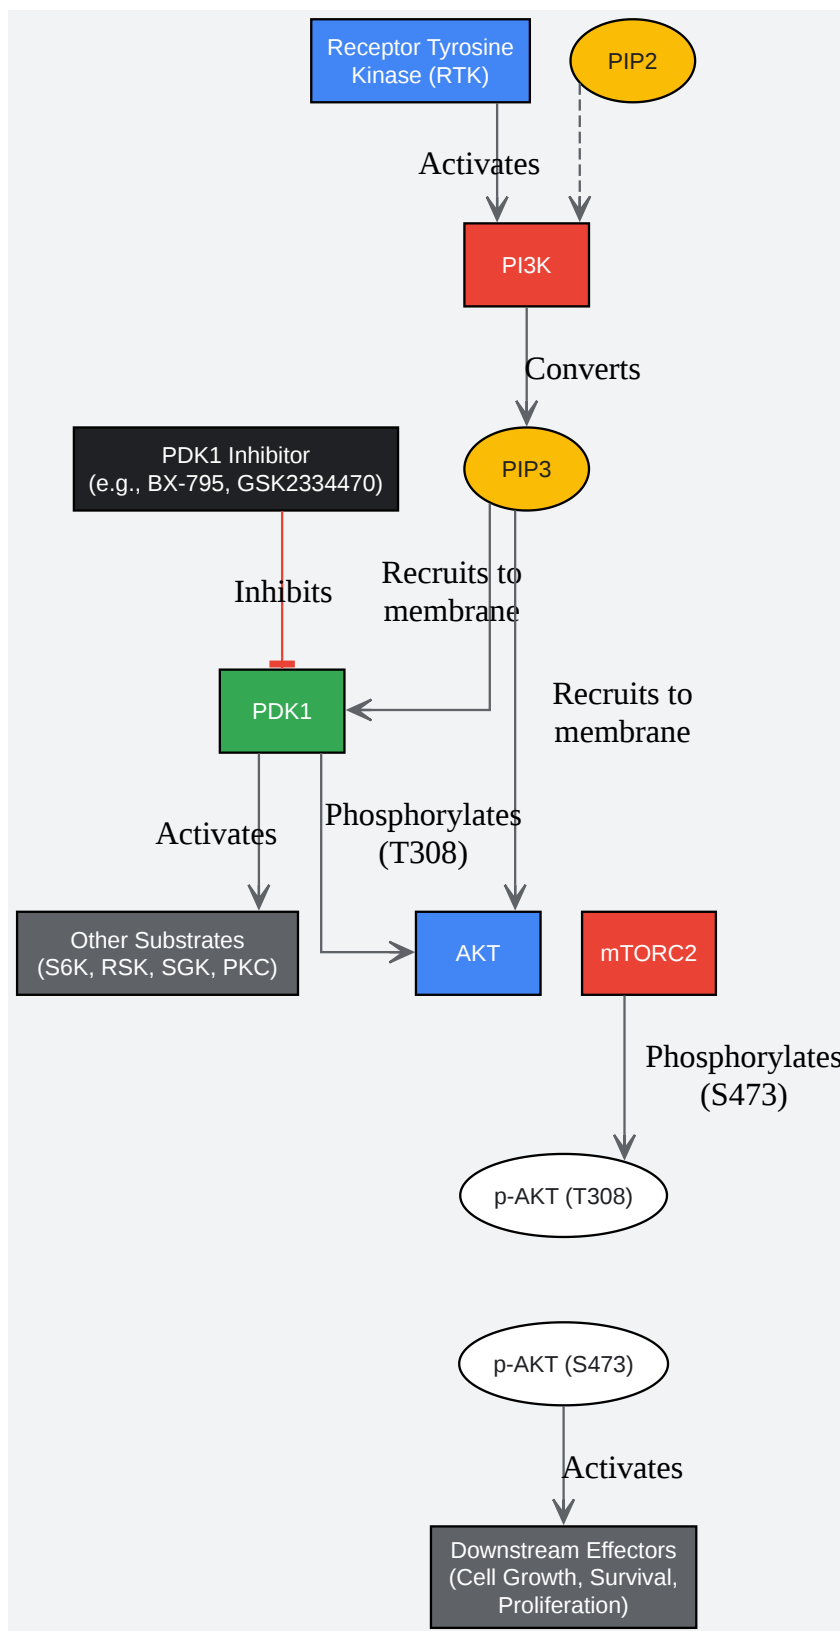 Receptor Tyrosine
Kinase (RTK)
PIP2
Activates
PI3K
Converts
PDK1 Inhibitor
(e.g., BX-795, GSK2334470)
PIP3
Inhibits
Recruits to
membrane
PDK1
Recruits to
membrane
Activates
Phosphorylates
(T308)
Other Substrates
(S6K, RSK, SGK, PKC)
AKT
mTORC2
Phosphorylates
(S473)
p-AKT (T308)
p-AKT (S473)
Activates
Downstream Effectors
(Cell Growth, Survival,
Proliferation)